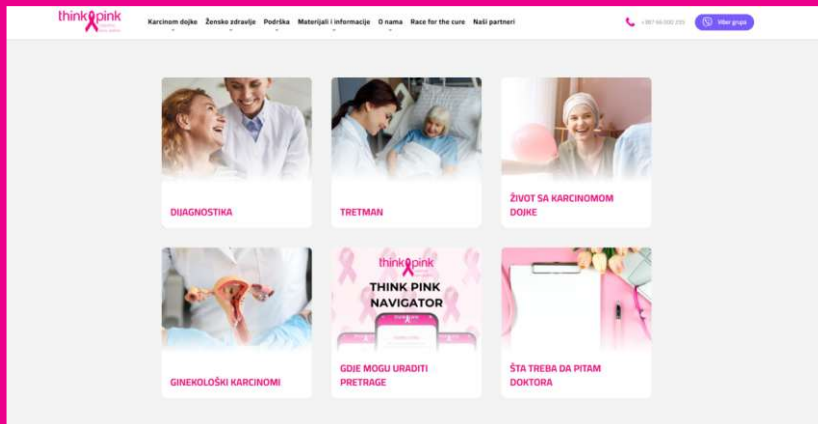 think pink
Karcinom dojke Žensko zdravlje Podrška Materijali i informacije O nama Race for the cure Naši partneri
Viber grupa
DIJAGNOSTIKA
TRETMAN
ŽIVOT SA KARCINOMOM
DOJKE
GINEKOLOŠKI KARCINOMI
think pink
THINK PINK
NAVIGATOR
GDJE MOGU URADITI
PRETRAGE
ŠTA TREBA DA PITAM
DOKTORA